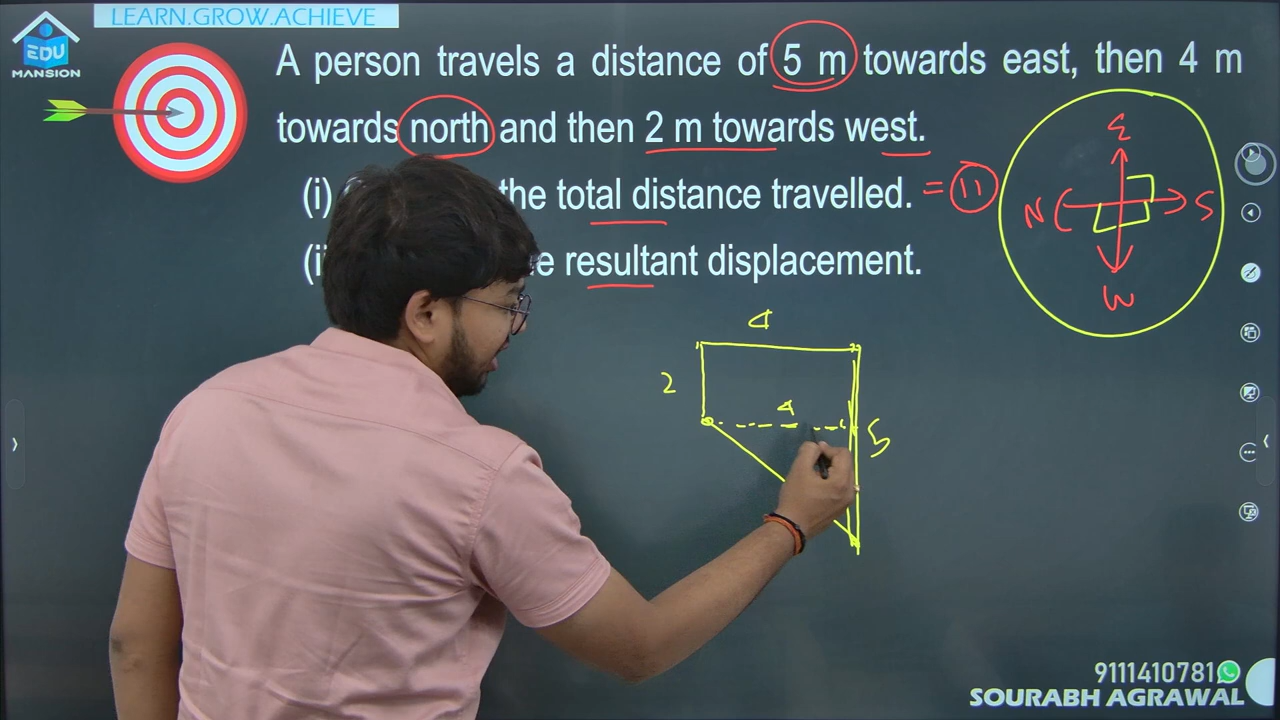 LEARN.GROW.ACHIEVE
EDU
MANSION
A person travels a distance of 5 m towards east, then 4 m
towards north and then 2 m towards west.
(i) the total distance travelled. = 11
(ii resultant displacement.
E
N S
W
4
2
4
5
9111410781
SOURABH AGRAWAL